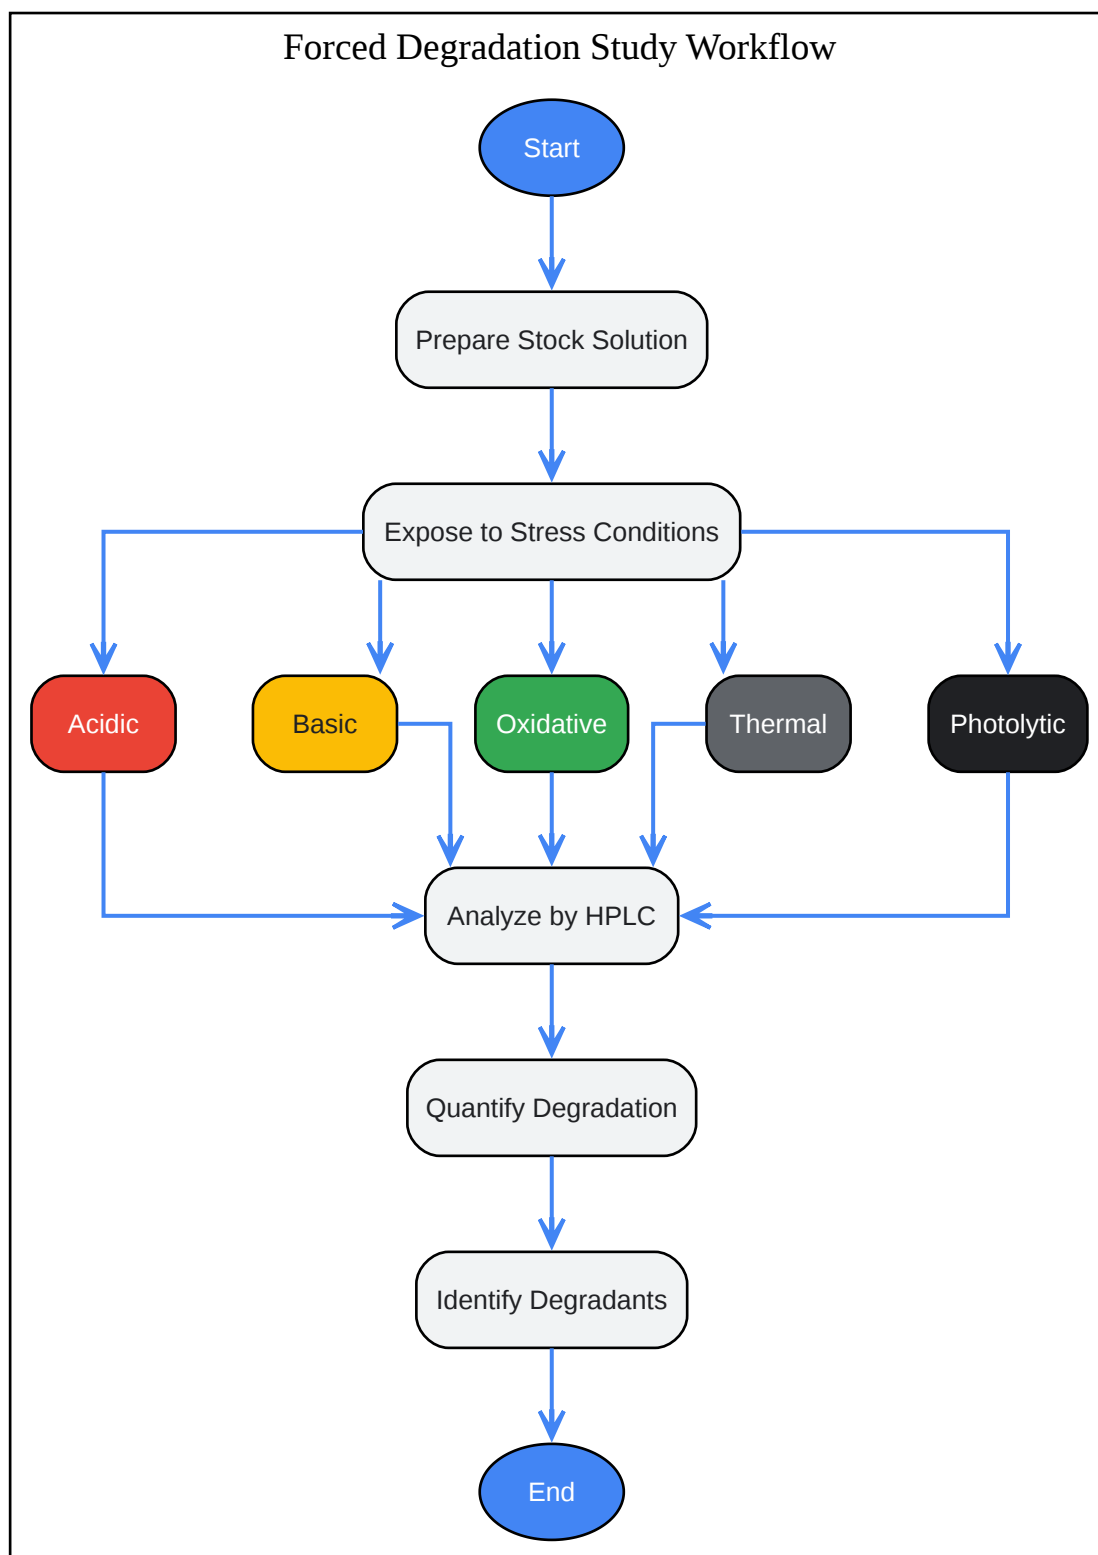 Forced Degradation Study Workflow
Start
Prepare Stock Solution
Expose to Stress Conditions
Acidic
Basic
Oxidative
Thermal
Photolytic
Analyze by HPLC
Quantify Degradation
Identify Degradants
End